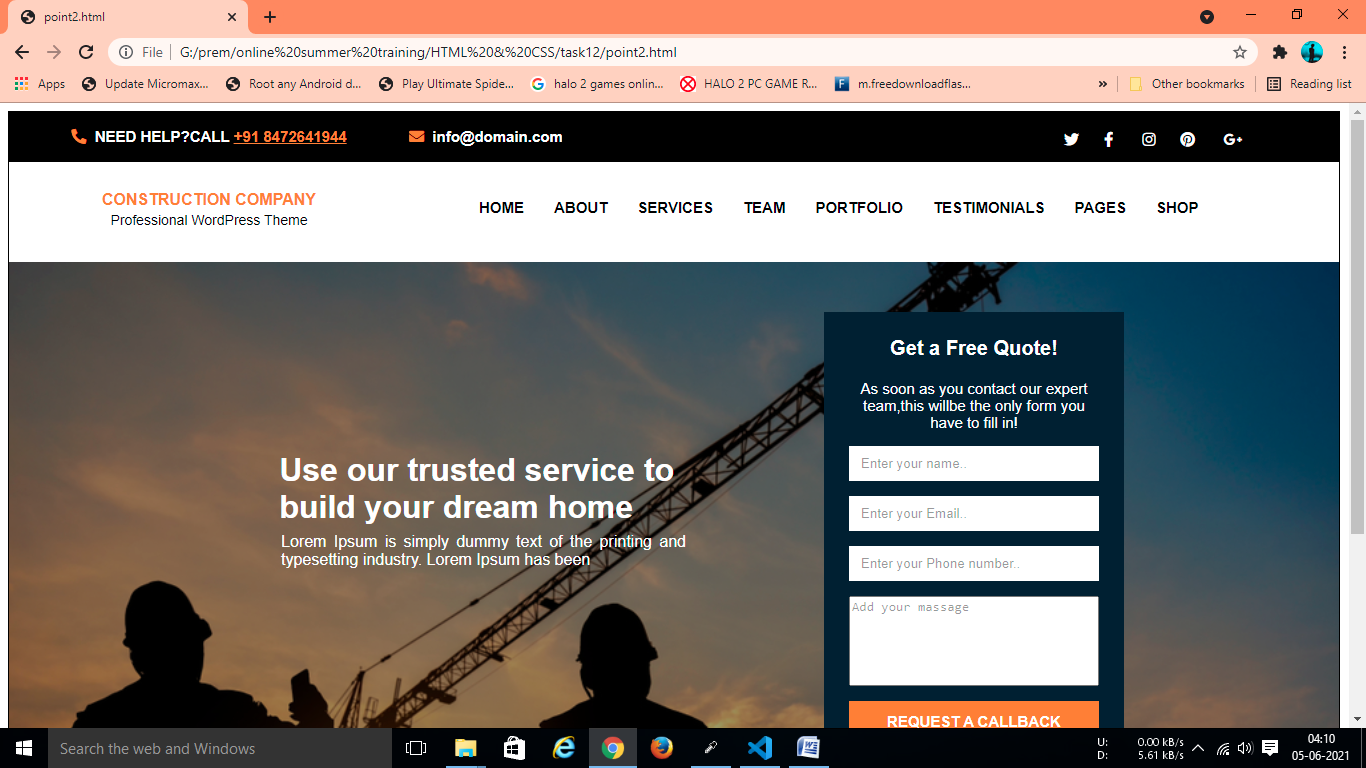 point2.html
File
G:/prem/online%20summer%20training/HTML%20&%20CSS/task12/point2.html
Apps
Update Micromax...
Root any Android d...
Play Ultimate Spide...
halo 2 games onlin...
HALO 2 PC GAME R...
m.freedownloadflas...
»
Other bookmarks
Reading list
NEED HELP?CALL +91 8472641944
info@domain.com
CONSTRUCTION COMPANY
Professional WordPress Theme
HOME ABOUT SERVICES TEAM PORTFOLIO TESTIMONIALS PAGES SHOP
Get a Free Quote!
As soon as you contact our expert
team,this willbe the only form you
have to fill in!
Enter your name..
Enter your Email..
Enter your Phone number..
Add your massage
REQUEST A CALLBACK
Use our trusted service to
build your dream home
Lorem Ipsum is simply dummy text of the printing and
typesetting industry. Lorem Ipsum has been
Search the web and Windows
U: 0.00 kB/s
D: 5.61 kB/s
04:10
05-06-2021